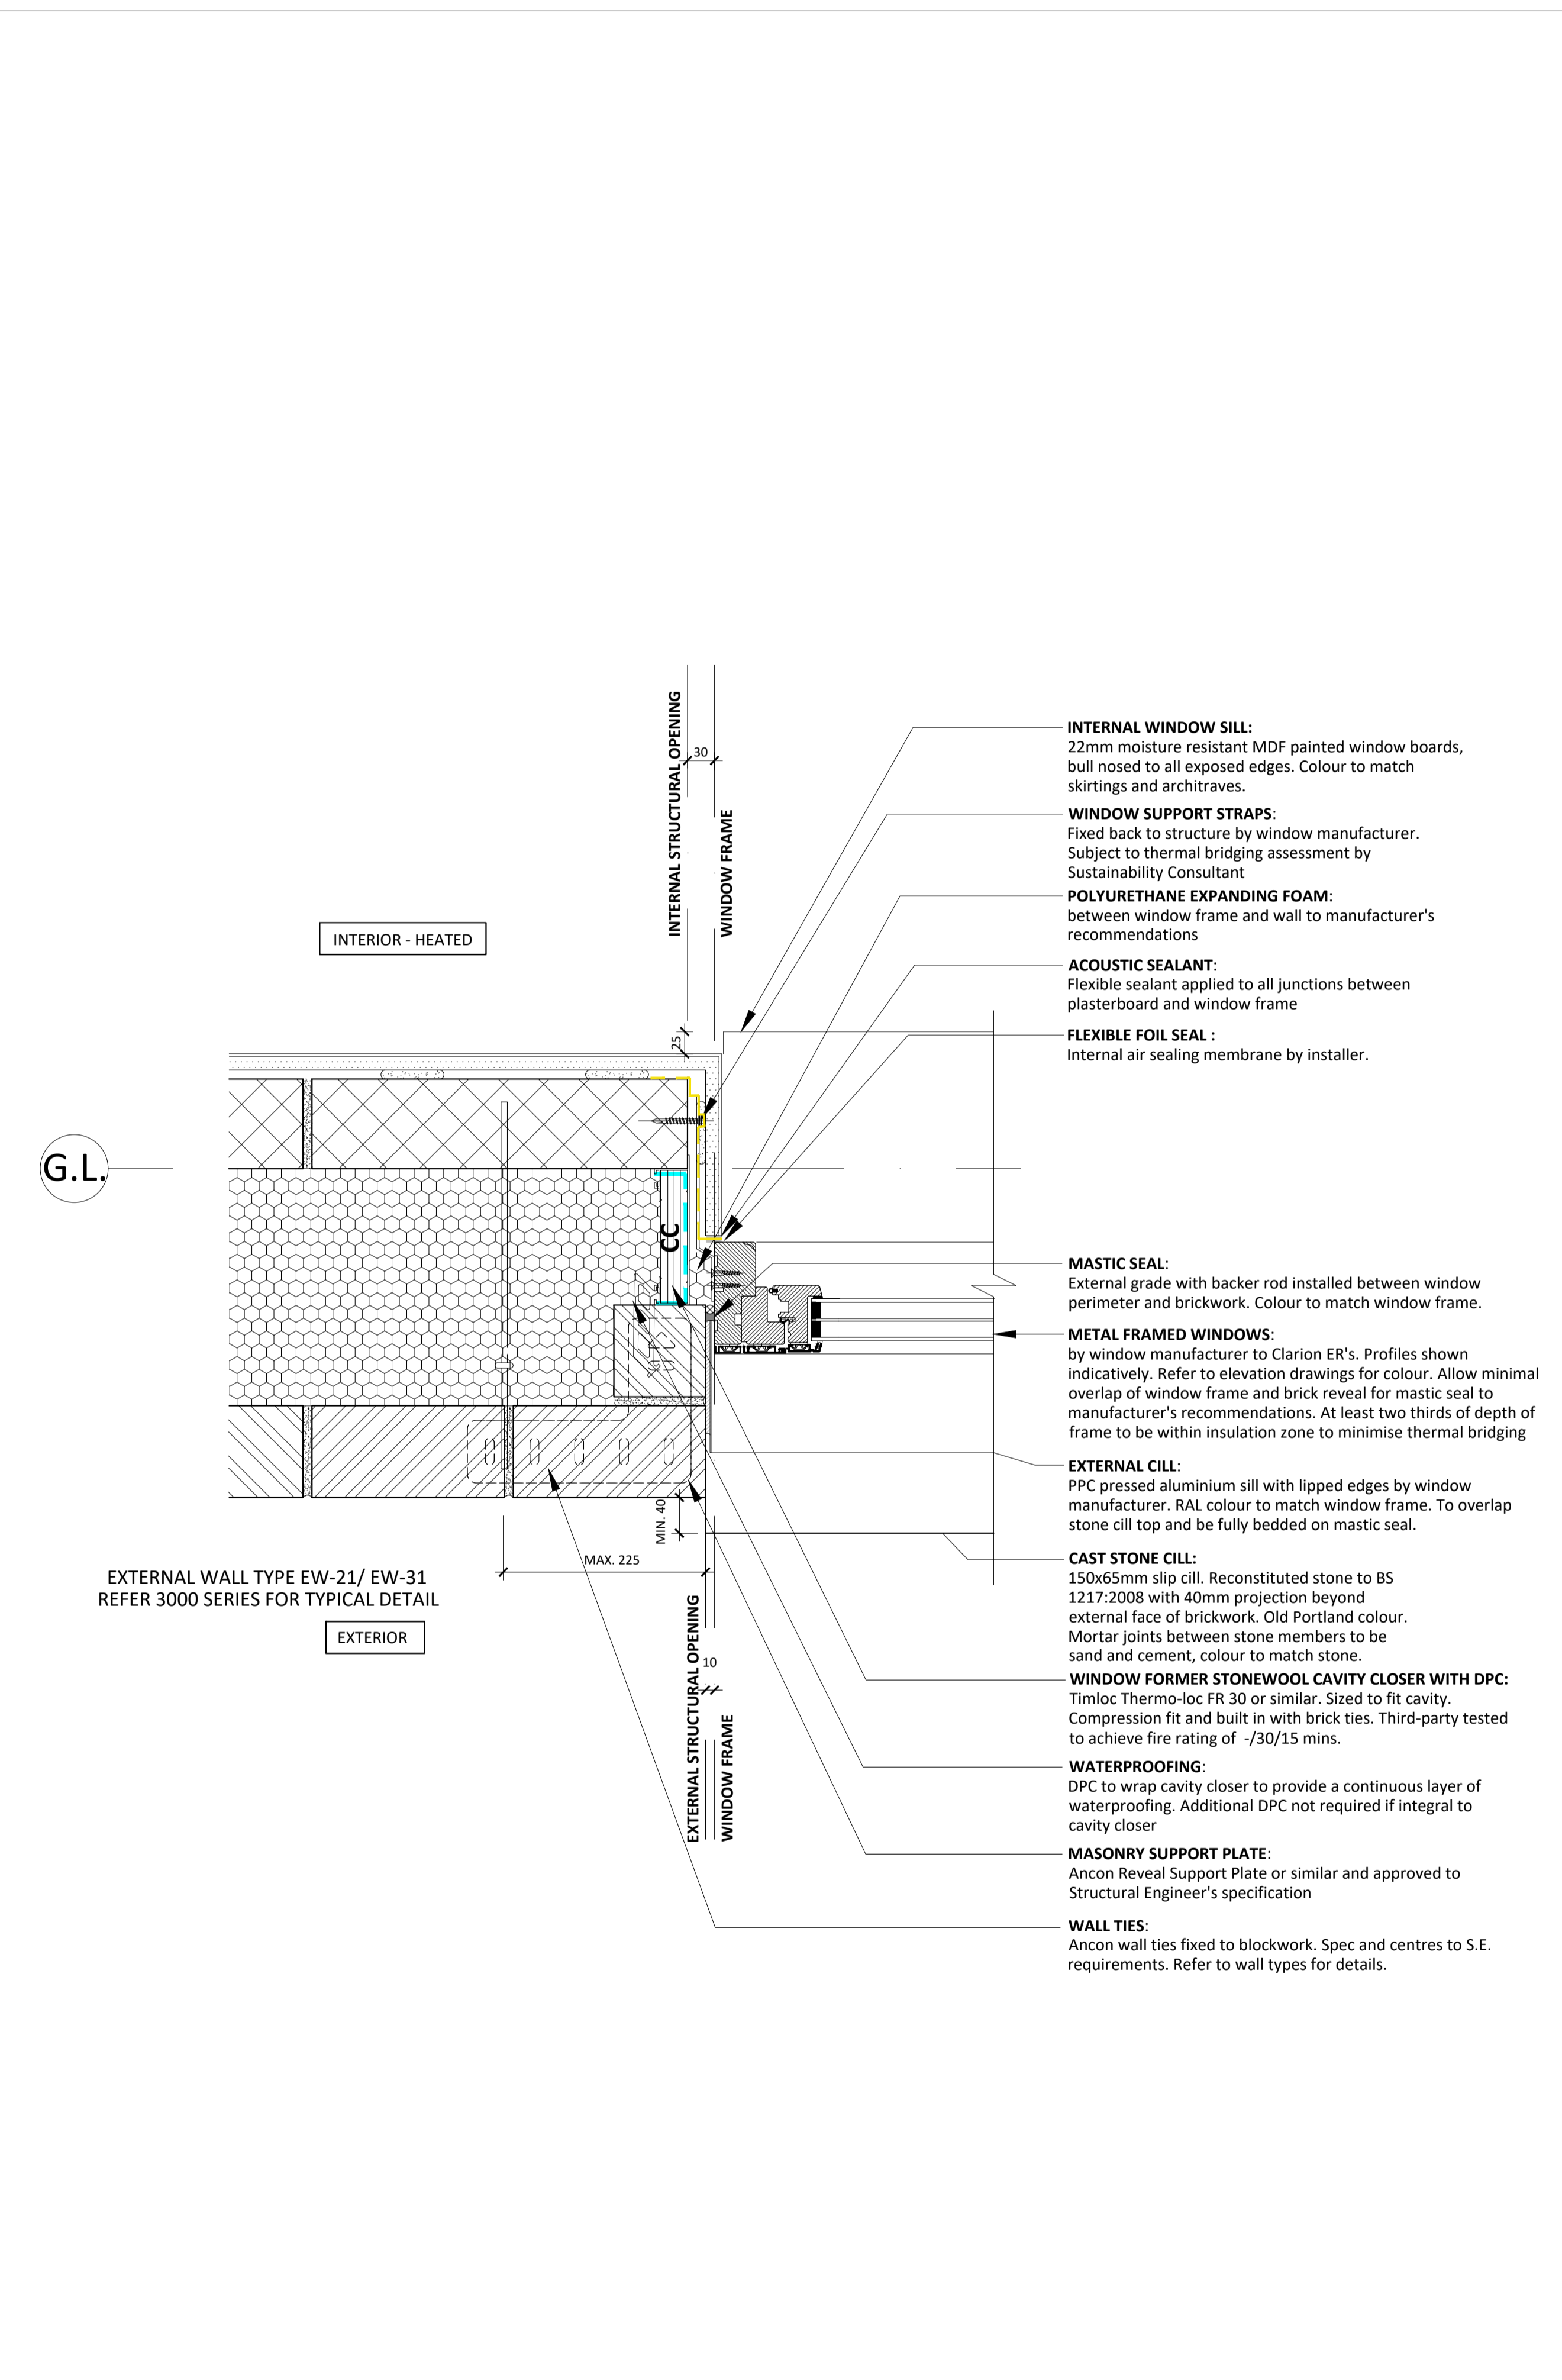 INTERNAL STRUCTURAL OPENING
30
WINDOW FRAME
INTERIOR - HEATED
25
G.L.
CC
MIN. 40
MAX. 225
EXTERNAL WALL TYPE EW-21/ EW-31
REFER 3000 SERIES FOR TYPICAL DETAIL
EXTERIOR
EXTERNAL STRUCTURAL OPENING
10
WINDOW FRAME
INTERNAL WINDOW SILL:
22mm moisture resistant MDF painted window boards,
bull nosed to all exposed edges. Colour to match
skirtings and architraves.
WINDOW SUPPORT STRAPS:
Fixed back to structure by window manufacturer.
Subject to thermal bridging assessment by
Sustainability Consultant
POLYURETHANE EXPANDING FOAM:
between window frame and wall to manufacturer's
recommendations
ACOUSTIC SEALANT:
Flexible sealant applied to all junctions between
plasterboard and window frame
FLEXIBLE FOIL SEAL :
Internal air sealing membrane by installer.
MASTIC SEAL:
External grade with backer rod installed between window
perimeter and brickwork. Colour to match window frame.
METAL FRAMED WINDOWS:
by window manufacturer to Clarion ER's. Profiles shown
indicatively. Refer to elevation drawings for colour. Allow minimal
overlap of window frame and brick reveal for mastic seal to
manufacturer's recommendations. At least two thirds of depth of
frame to be within insulation zone to minimise thermal bridging
EXTERNAL CILL:
PPC pressed aluminium sill with lipped edges by window
manufacturer. RAL colour to match window frame. To overlap
stone cill top and be fully bedded on mastic seal.
CAST STONE CILL:
150x65mm slip cill. Reconstituted stone to BS
1217:2008 with 40mm projection beyond
external face of brickwork. Old Portland colour.
Mortar joints between stone members to be
sand and cement, colour to match stone.
WINDOW FORMER STONEWOOL CAVITY CLOSER WITH DPC:
Timloc Thermo-loc FR 30 or similar. Sized to fit cavity.
Compression fit and built in with brick ties. Third-party tested
to achieve fire rating of -/30/15 mins.
WATERPROOFING:
DPC to wrap cavity closer to provide a continuous layer of
waterproofing. Additional DPC not required if integral to
cavity closer
MASONRY SUPPORT PLATE:
Ancon Reveal Support Plate or similar and approved to
Structural Engineer's specification
WALL TIES:
Ancon wall ties fixed to blockwork. Spec and centres to S.E.
requirements. Refer to wall types for details.